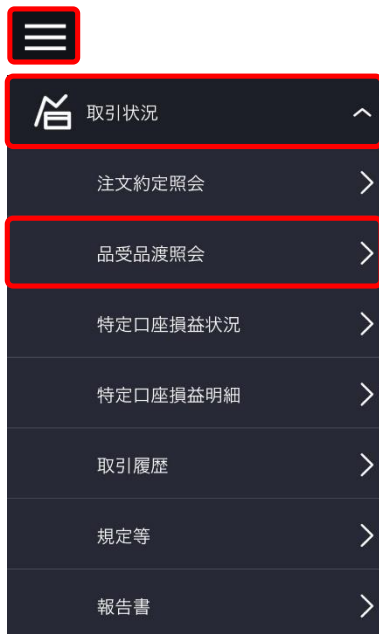 取引状況
注文約定照会
品受品渡照会
特定口座損益状況
特定口座損益明細
取引履歴
規定等
報告書